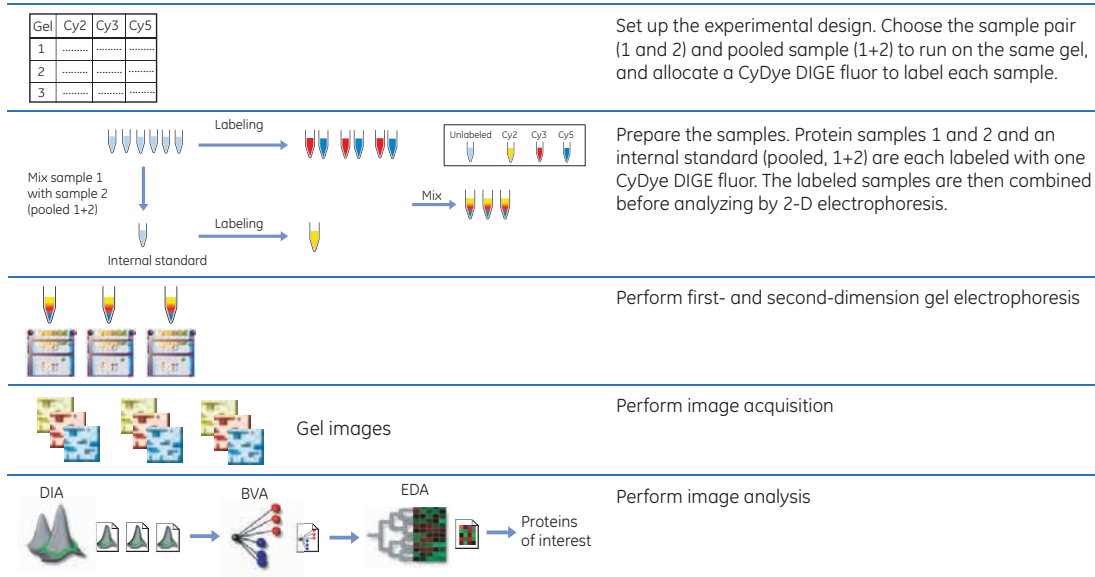 Gel Cy2 Cy3 Cy5
1 ......... ......... .........
2 ......... ......... .........
3 ......... ......... .........
Set up the experimental design. Choose the sample pair
(1 and 2) and pooled sample (1+2) to run on the same gel,
and allocate a CyDye DIGE fluor to label each sample.
Labeling
Unlabeled Cy2 Cy3 Cy5
Mix sample 1
with sample 2
(pooled 1+2)
Mix
Labeling
Internal standard
Prepare the samples. Protein samples 1 and 2 and an
internal standard (pooled, 1+2) are each labeled with one
CyDye DIGE fluor. The labeled samples are then combined
before analyzing by 2-D electrophoresis.
Perform first- and second-dimension gel electrophoresis
Gel images
Perform image acquisition
DIA
BVA
EDA
Proteins
of interest
Perform image analysis